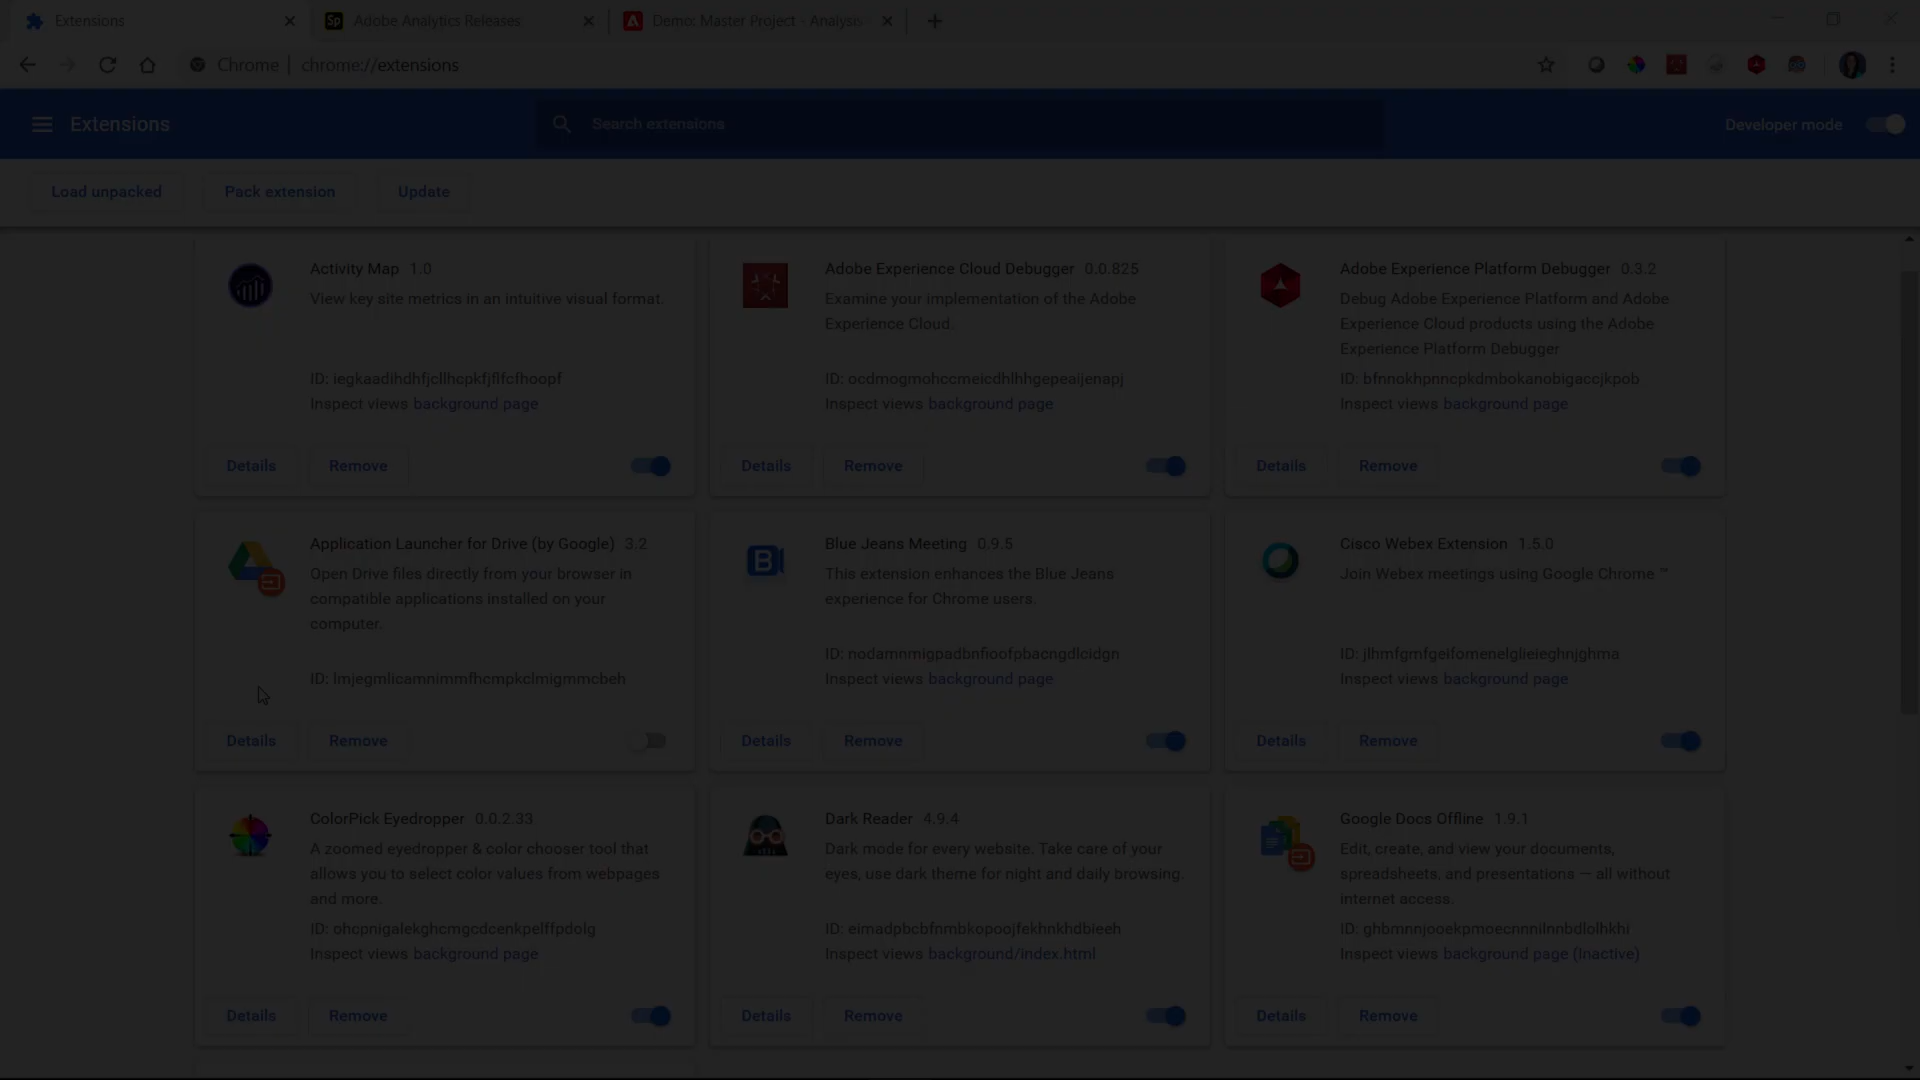 Extensions
Adobe Analytics Releases
Demo: Master Project - Analysis
Chrome | chrome://extensions
Extensions
Search extensions
Developer mode
Load unpacked
Pack extension
Update
Activity Map 1.0
View key site metrics in an intuitive visual format.
ID: iegkaadihdhfjcllhcpkfjflfcfhoopf
Inspect views background page
Details
Remove
Adobe Experience Cloud Debugger 0.0.825
Examine your implementation of the Adobe
Experience Cloud.
ID: ocdmogmohccmeicdhlhhgepeaijenapj
Inspect views background page
Details
Remove
Adobe Experience Platform Debugger 0.3.2
Debug Adobe Experience Platform and Adobe
Experience Cloud products using the Adobe
Experience Platform Debugger
ID: bfnnokhpnncpkdmbokanobigaccjkpob
Inspect views background page
Details
Remove
Application Launcher for Drive (by Google) 3.2
Open Drive files directly from your browser in
compatible applications installed on your
computer.
ID: lmjegmlicamnimmfhcmpkclmigmmcbeh
Details
Remove
Blue Jeans Meeting 0.9.5
This extension enhances the Blue Jeans
experience for Chrome users.
ID: nodamnmigpadbnfioofpbacngdlcidgn
Inspect views background page
Details
Remove
Cisco Webex Extension 1.5.0
Join Webex meetings using Google Chrome ™
ID: jlhmfgmfgeifomenelglieieghnjghma
Inspect views background page
Details
Remove
ColorPick Eyedropper 0.0.2.33
A zoomed eyedropper & color chooser tool that
allows you to select color values from webpages
and more.
ID: ohcpnigalekghcmgcdcenkpelffpdolg
Inspect views background page
Details
Remove
Dark Reader 4.9.4
Dark mode for every website. Take care of your
eyes, use dark theme for night and daily browsing.
ID: eimadpbcbfnmbkopoojfekhnkhdbieeh
Inspect views background/index.html
Details
Remove
Google Docs Offline 1.9.1
Edit, create, and view your documents,
spreadsheets, and presentations — all without
internet access.
ID: ghbmnnjooekpmoecnnnilnnbdlolhkhi
Inspect views background page (Inactive)
Details
Remove